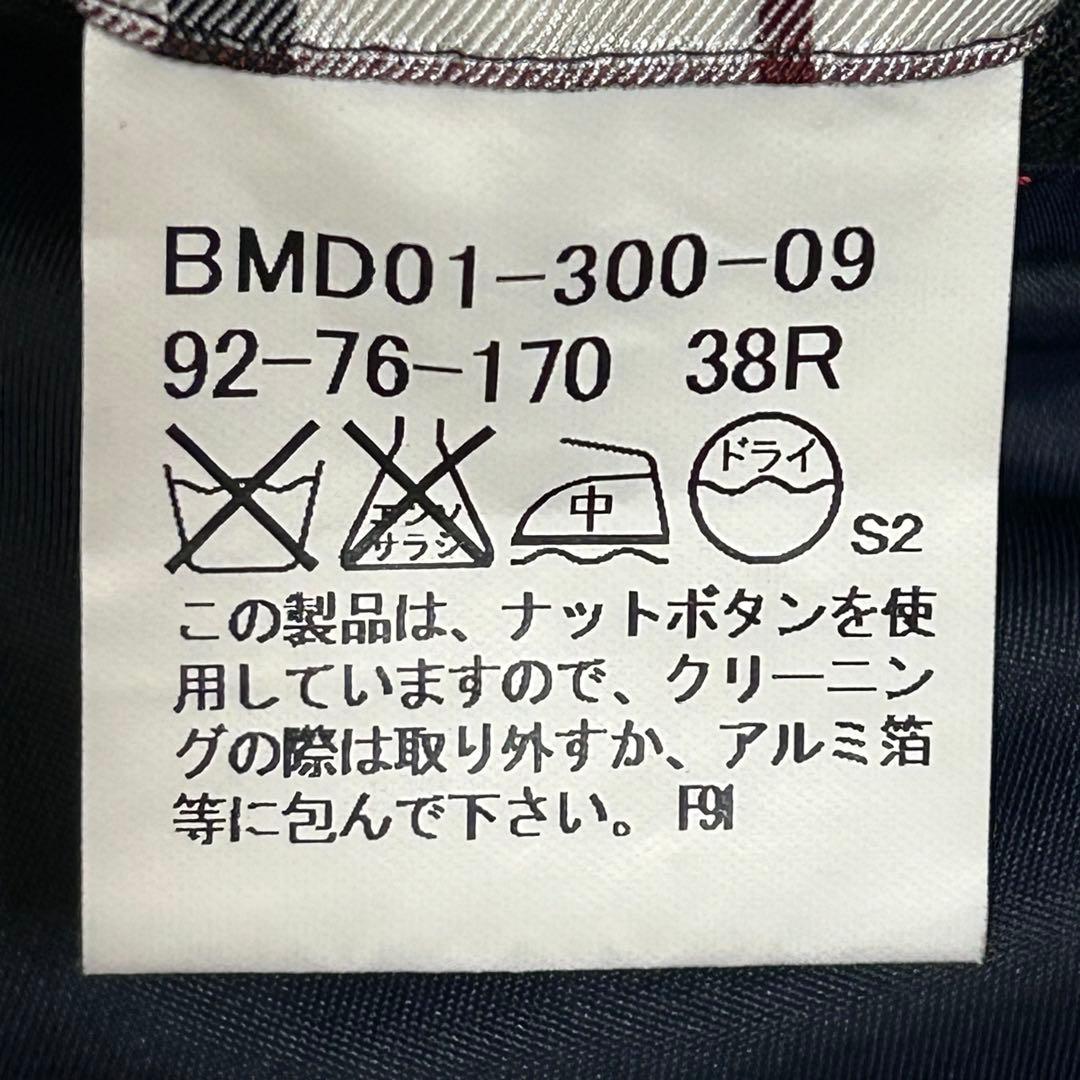 BMD01-300-09
92-76-170 38R
エンソ
サラシ
中
ドライ
S2
この製品は、ナットボタンを使
用していますので、クリーニン
グの際は取り外すか、アルミ箔
等に包んで下さい。 F91